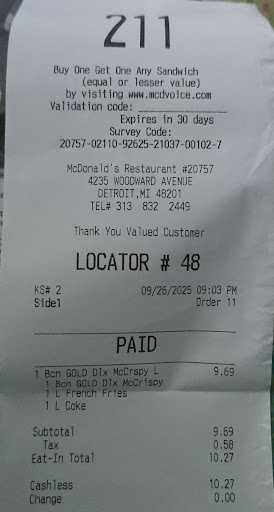 211
Buy One Get One Any Sandwich
(equal or lesser value)
by visiting www.mcdvoice.com
Validation code: ____________
Expires in 30 days
Survey Code:
20757-02110-92625-21037-00102-7
McDonald's Restaurant #20757
4235 WOODWARD AVENUE
DETROIT,MI 48201
TEL# 313 832 2449
Thank You Valued Customer
LOCATOR # 48
KS# 2 09/26/2025 09:03 PM
Side1 Order 11
PAID
1 Bcn GOLD Dlx McCrspy L 9.69
1 Bcn GOLD Dlx McCrispy
1 L French Fries
1 L Coke
Subtotal 9.69
Tax 0.58
Eat-In Total 10.27
Cashless 10.27
Change 0.00